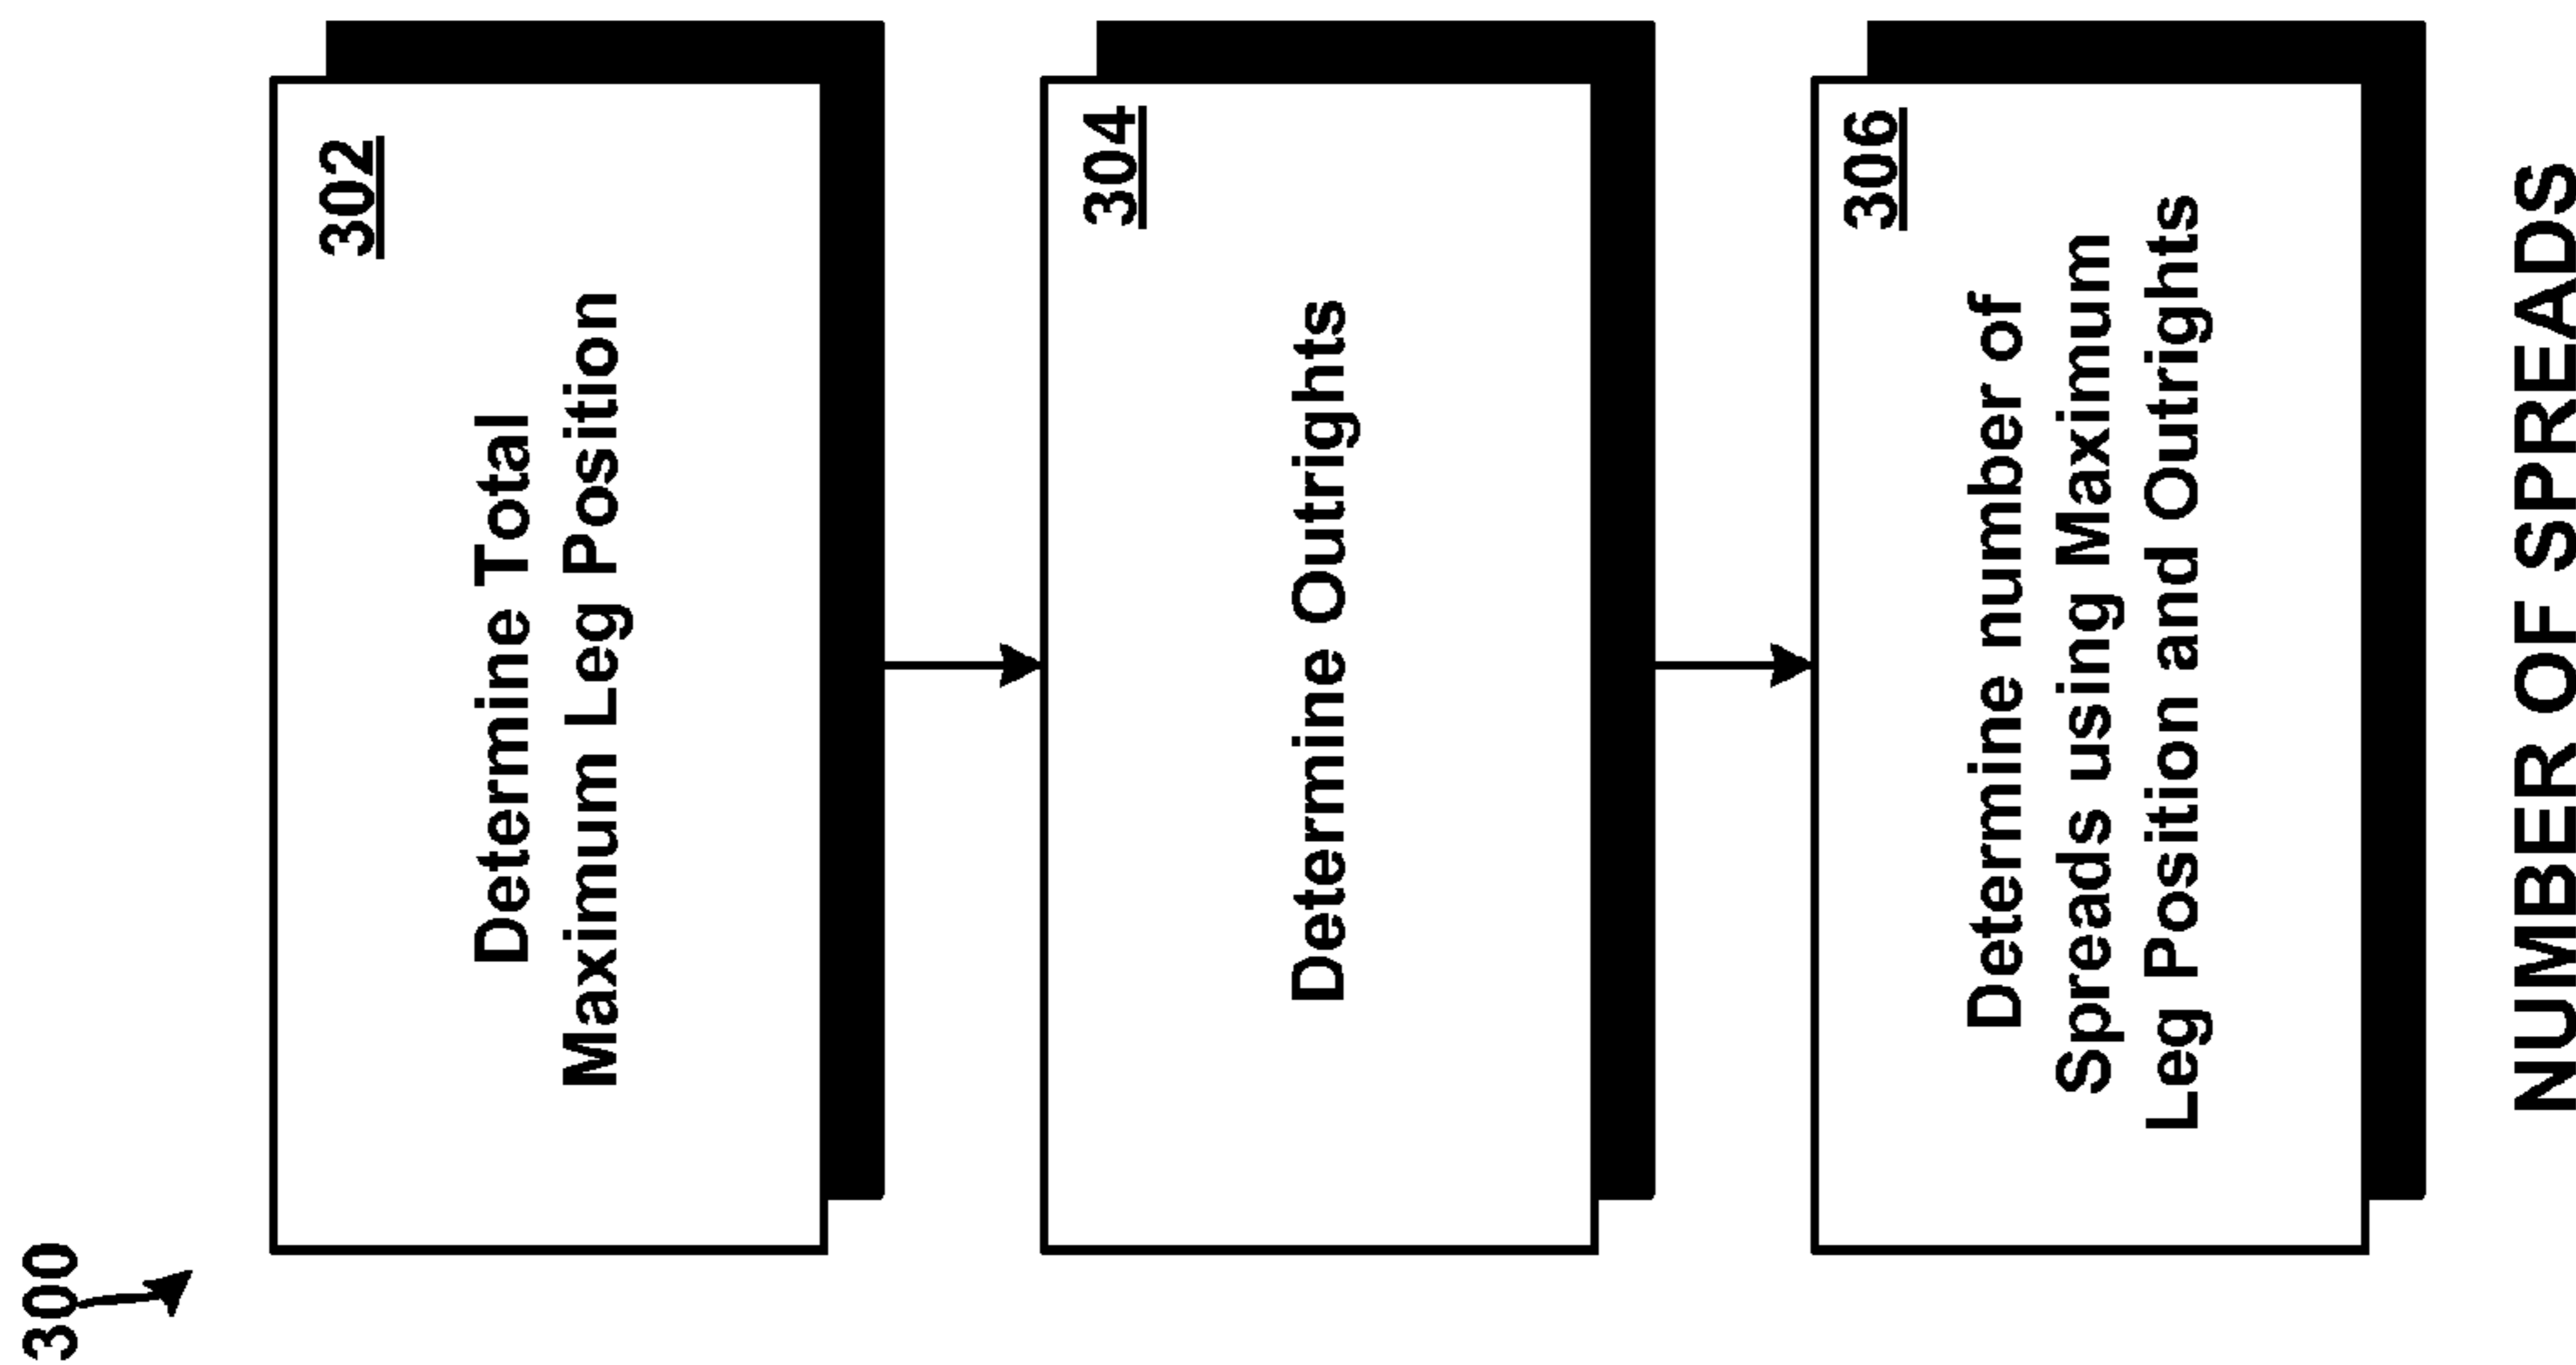 300
302
Determine Total
Maximum Leg Position
304
Determine Outrights
306
Determine number of
Spreads using Maximum
Leg Position and Outrights
NUMBER OF SPREADS